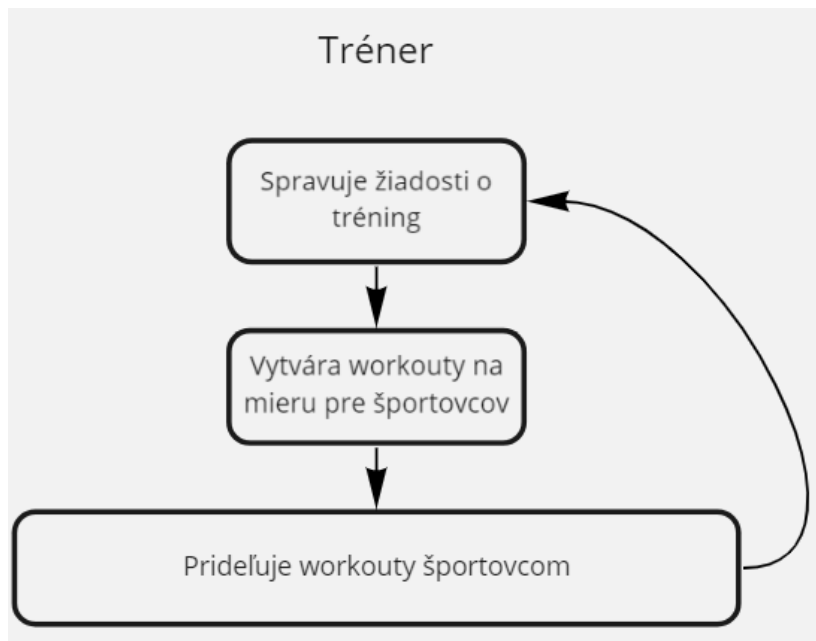 Tréner
Spravuje žiadosti o
tréning
Vytvára workouty na
mieru pre športovcov
Prideľuje workouty športovcom